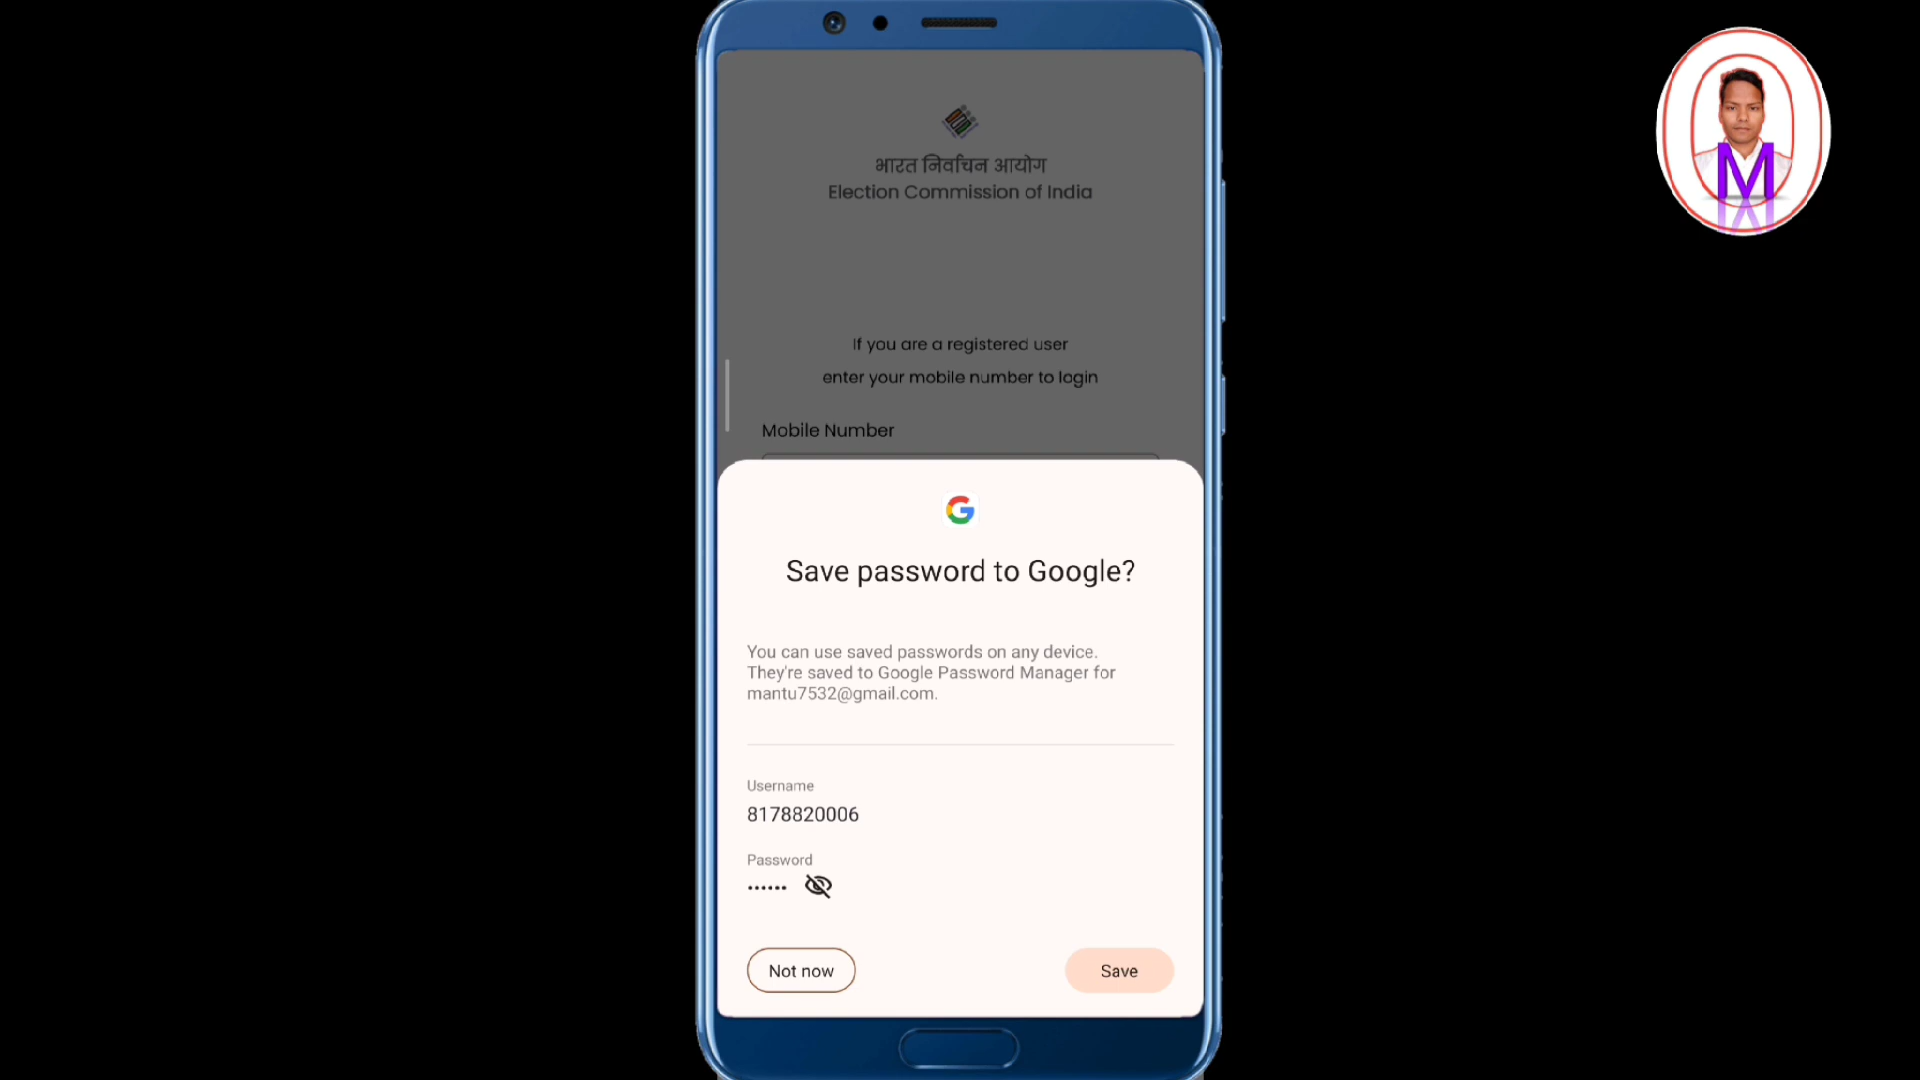 भारत निर्वाचन आयोग
Election Commission of India
If you are a registered user
enter your mobile number to login
Mobile Number
M
G
Save password to Google?
You can use saved passwords on any device.
They're saved to Google Password Manager for
mantu7532@gmail.com.
Username
8178820006
Password
••••••
Not now
Save